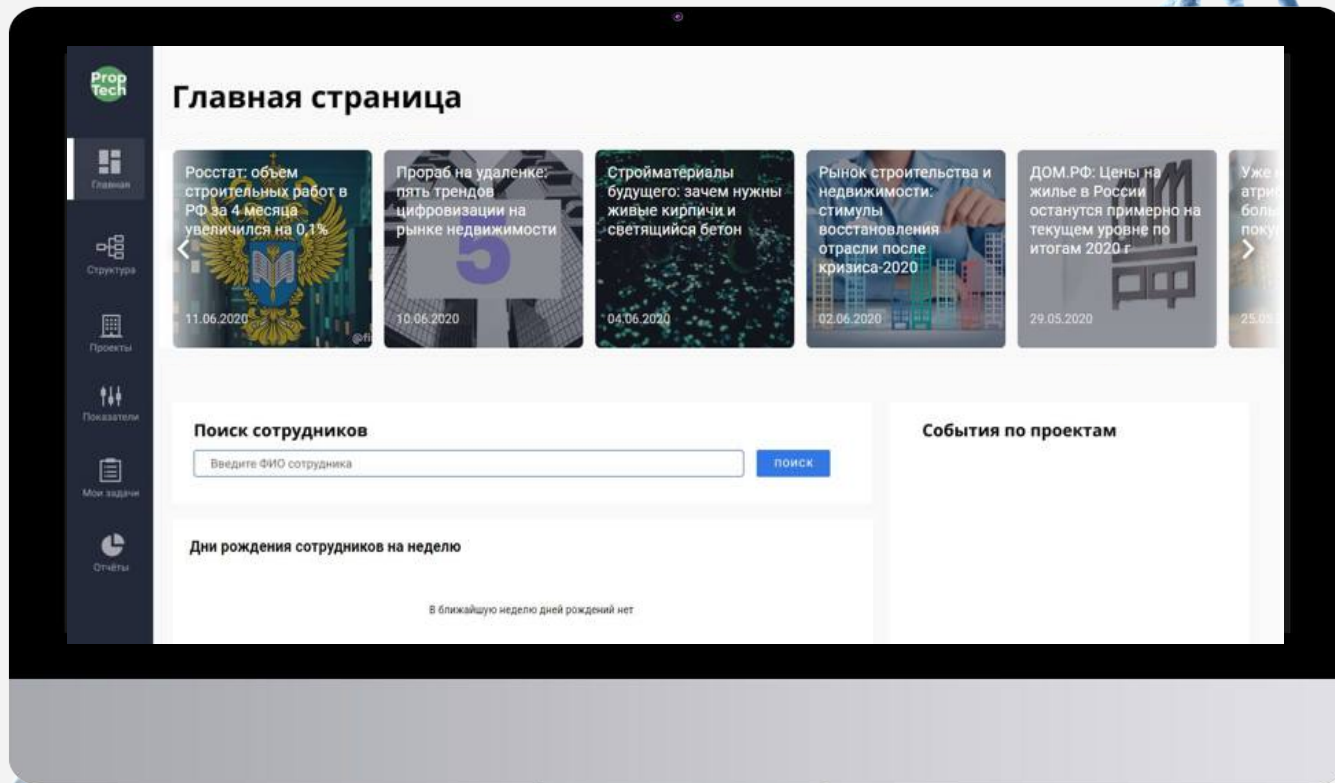 Prop
Tech
Главная страница
Главная
Структура
Проекты
Показатели
Мои задачи
Отчёты
Росстат: объем
строительных работ в
РФ за 4 месяца
увеличился на 0,1%
11.06.2020
Прораб на удаленке:
пять трендов
цифровизации на
рынке недвижимости
5
10.06.2020
Стройматериалы
будущего: зачем нужны
живые кирпичи и
светящийся бетон
04.06.2020
Рынок строительства и
недвижимости:
стимулы
восстановления
отрасли после
кризиса-2020
02.06.2020
ДОМ.РФ: Цены на
жилье в России
останутся примерно на
текущем уровне по
итогам 2020 г
29.05.2020
Уже
Поиск сотрудников
Введите ФИО сотрудника
ПОИСК
События по проектам
Дни рождения сотрудников на неделю
В ближайшую неделю дней рождений нет